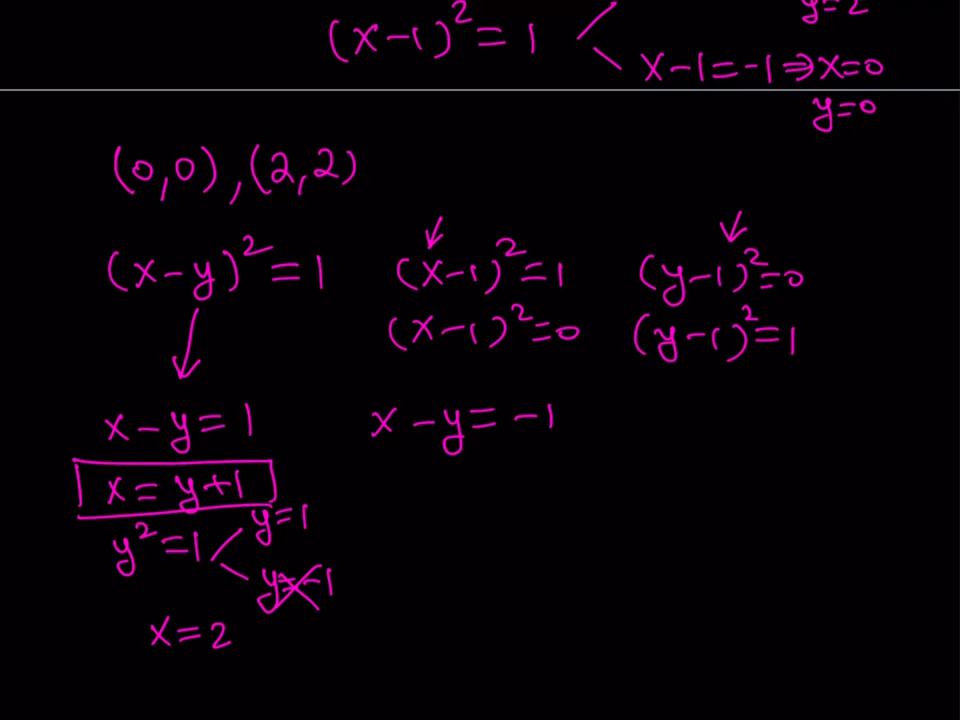 y=2
(x-1)²=1
x-1=-1⇒x=0
y=0
(0,0),(2,2)
(x-y)²=1 (x-1)²=1 (y-1)²=0
(x-1)²=0 (y-1)²=1
x-y=1 x-y=-1
x=y+1
y=1
y²=1
y=-1
x=2